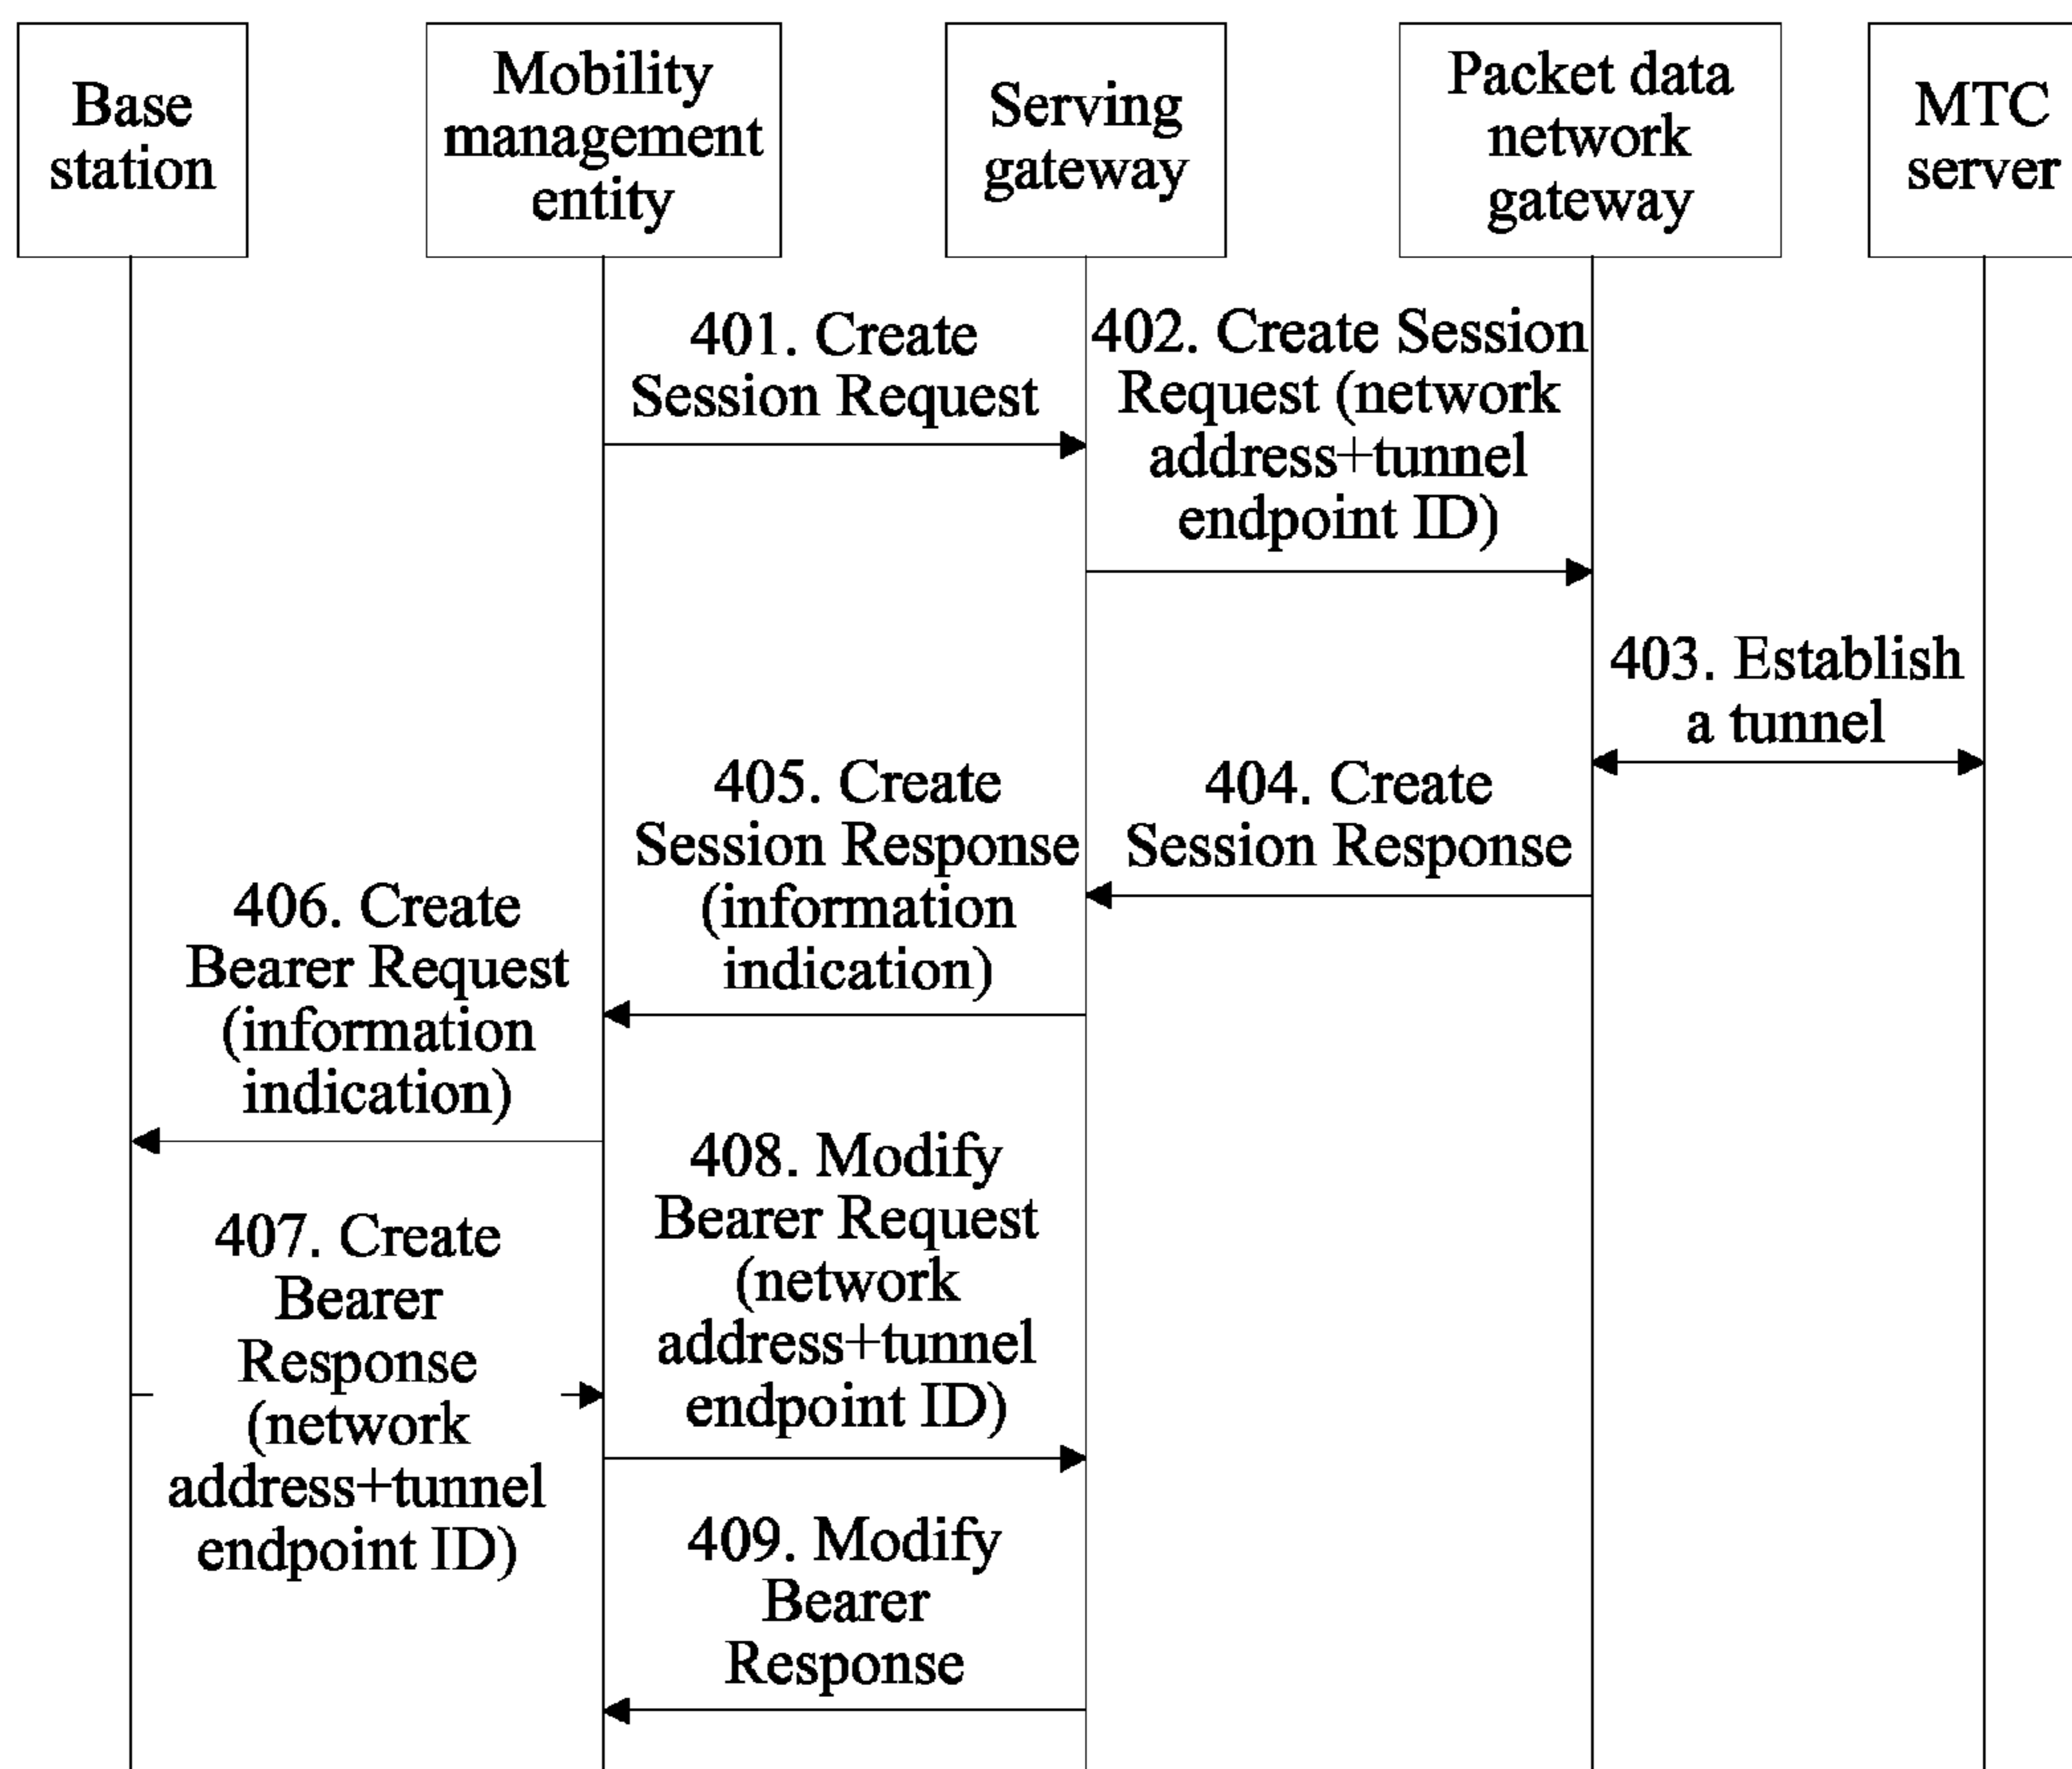 Base
station
Mobility
management
entity
Serving
gateway
Packet data
network
gateway
MTC
server
401. Create
Session Request
402. Create Session
Request (network
address+tunnel
endpoint ID)
403. Establish
a tunnel
404. Create
Session Response
405. Create
Session Response
(information
indication)
406. Create
Bearer Request
(information
indication)
407. Create
Bearer
Response
(network
address+tunnel
endpoint ID)
408. Modify
Bearer Request
(network
address+tunnel
endpoint ID)
409. Modify
Bearer
Response